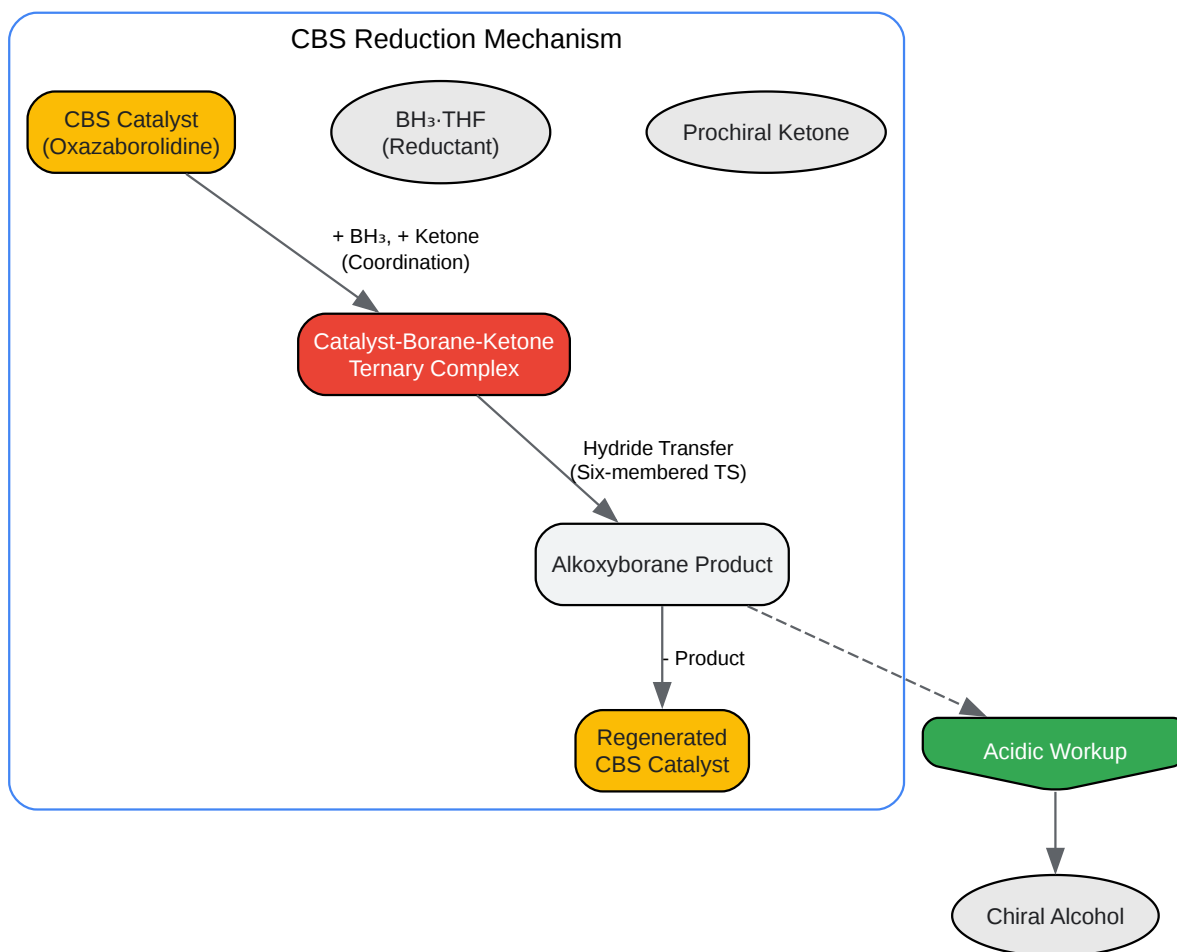 CBS Reduction Mechanism
CBS Catalyst
(Oxazaborolidine)
BH₃·THF
(Reductant)
Prochiral Ketone
+ BH₃, + Ketone
(Coordination)
Catalyst-Borane-Ketone
Ternary Complex
Hydride Transfer
(Six-membered TS)
Alkoxyborane Product
- Product
Regenerated
CBS Catalyst
Acidic Workup
Chiral Alcohol